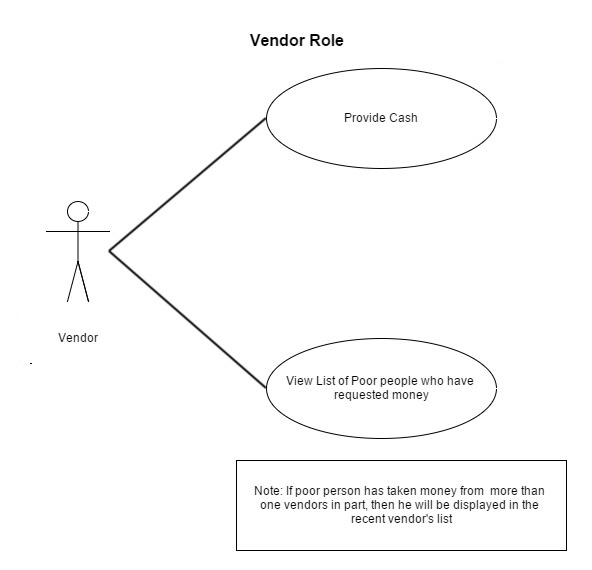 Vendor Role
Provide Cash
Vendor
View List of Poor people who have
requested money
Note: If poor person has taken money from more than
one vendors in part, then he will be displayed in the
recent vendor's list